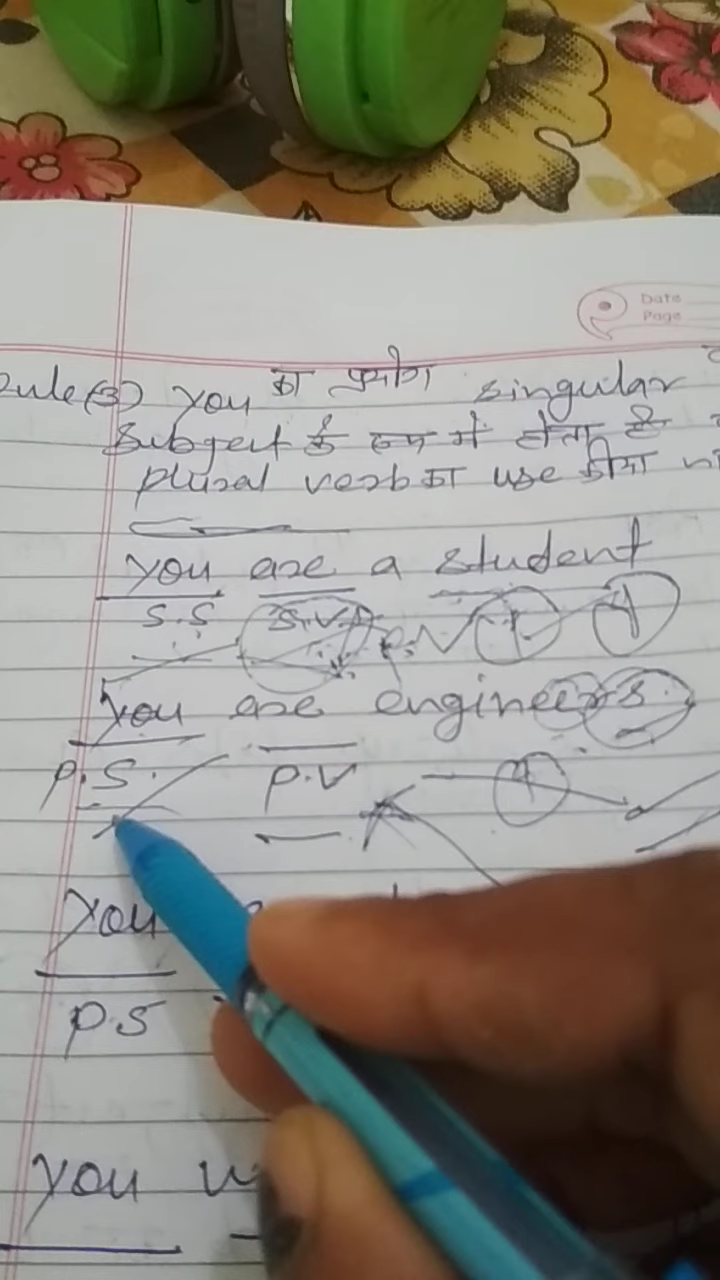 Date
Page
Rule(3) you का प्रयोग singular
subject के रूप में होता है
plural verb का use किया
you are a student
S.S S.V. P.V
you are engineers.
P.S. P.V
you
P.S
you